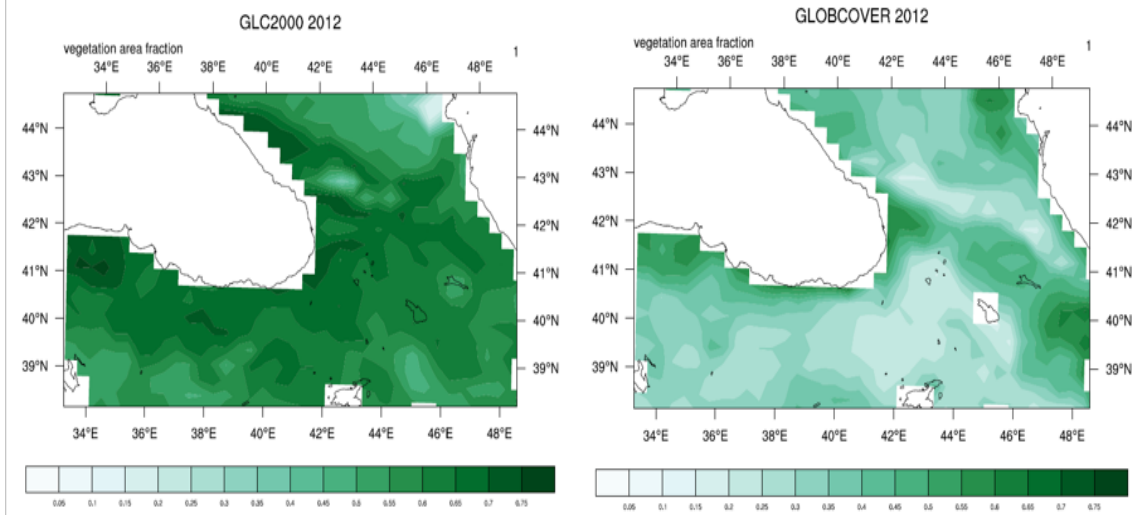 GLC2000 2012
vegetation area fraction
1
34°E 36°E 38°E 40°E 42°E 44°E 46°E 48°E
44°N 44°N
43°N 43°N
42°N 42°N
41°N 41°N
40°N 40°N
39°N 39°N
34°E 36°E 38°E 40°E 42°E 44°E 46°E 48°E
0.05 0.1 0.15 0.2 0.25 0.3 0.35 0.4 0.45 0.5 0.55 0.6 0.65 0.7 0.75
GLOBCOVER 2012
vegetation area fraction
1
34°E 36°E 38°E 40°E 42°E 44°E 46°E 48°E
44°N 44°N
43°N 43°N
42°N 42°N
41°N 41°N
40°N 40°N
39°N 39°N
34°E 36°E 38°E 40°E 42°E 44°E 46°E 48°E
0.05 0.1 0.15 0.2 0.25 0.3 0.35 0.4 0.45 0.5 0.55 0.6 0.65 0.7 0.75